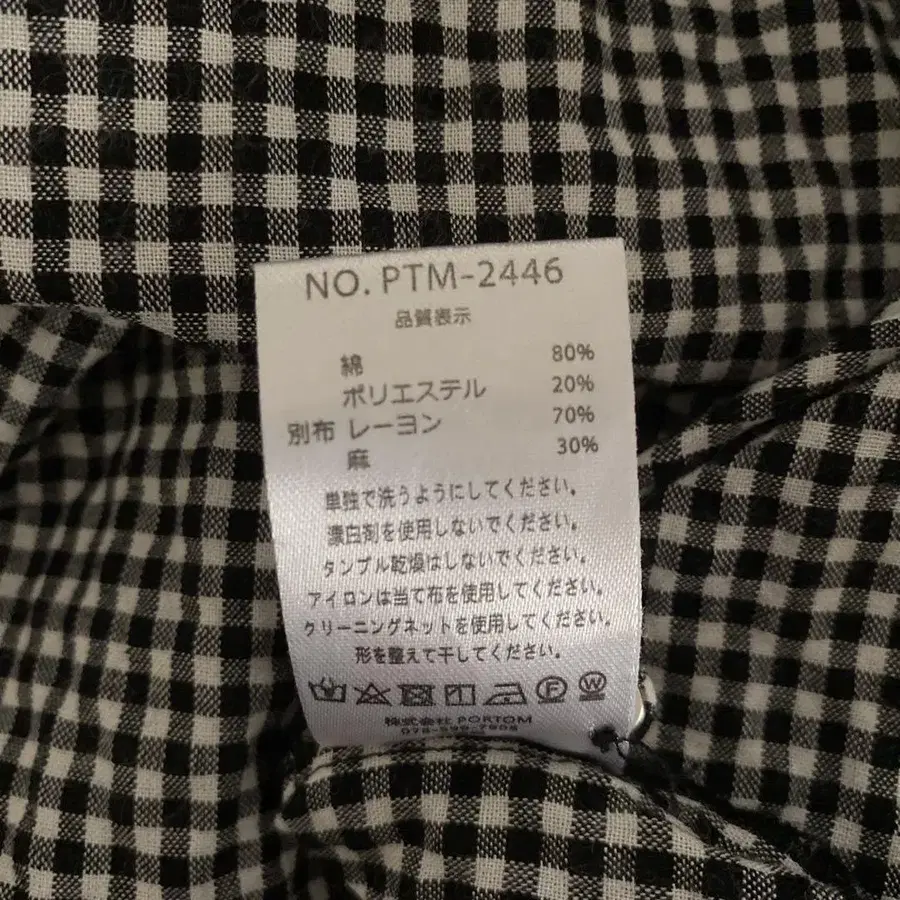 NO. PTM-2446
品質表示
綿 80%
ポリエステル 20%
別布 レーヨン 70%
麻 30%
単独で洗うようにしてください。
漂白剤を使用しないでください。
タンブル乾燥はしないでください。
アイロンは当て布を使用してください。
クリーニングネットを使用してください。
形を整えて干してください。
F W
株式会社 PORTOM